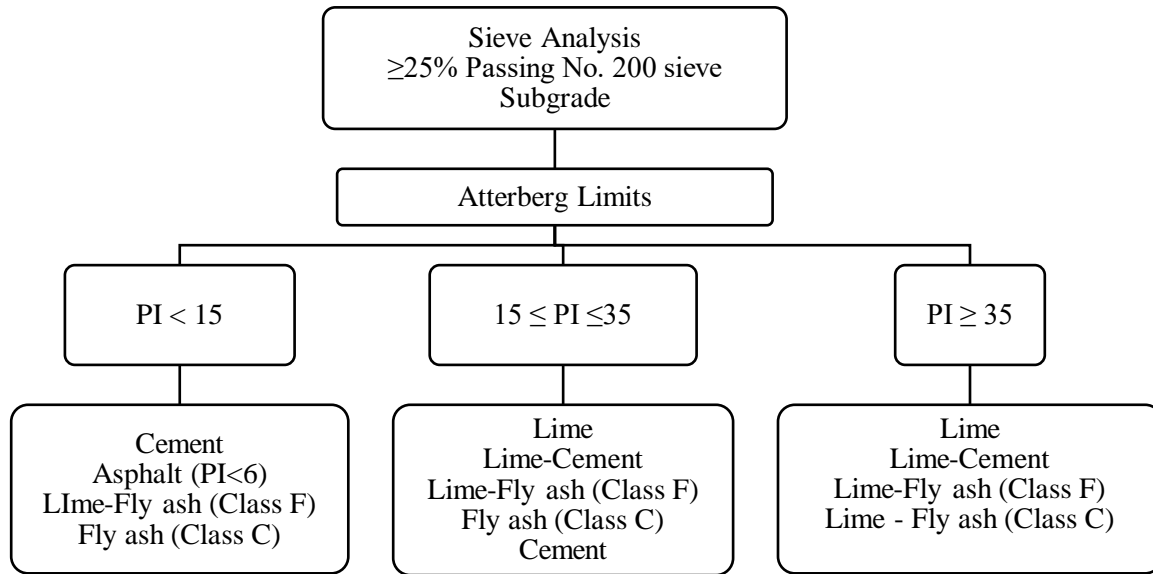 Sieve Analysis
≥25% Passing No. 200 sieve
Subgrade
Atterberg Limits
PI < 15
15 ≤ PI ≤35
PI ≥ 35
Cement
Asphalt (PI<6)
LIme-Fly ash (Class F)
Fly ash (Class C)
Lime
Lime-Cement
Lime-Fly ash (Class F)
Fly ash (Class C)
Cement
Lime
Lime-Cement
Lime-Fly ash (Class F)
Lime - Fly ash (Class C)